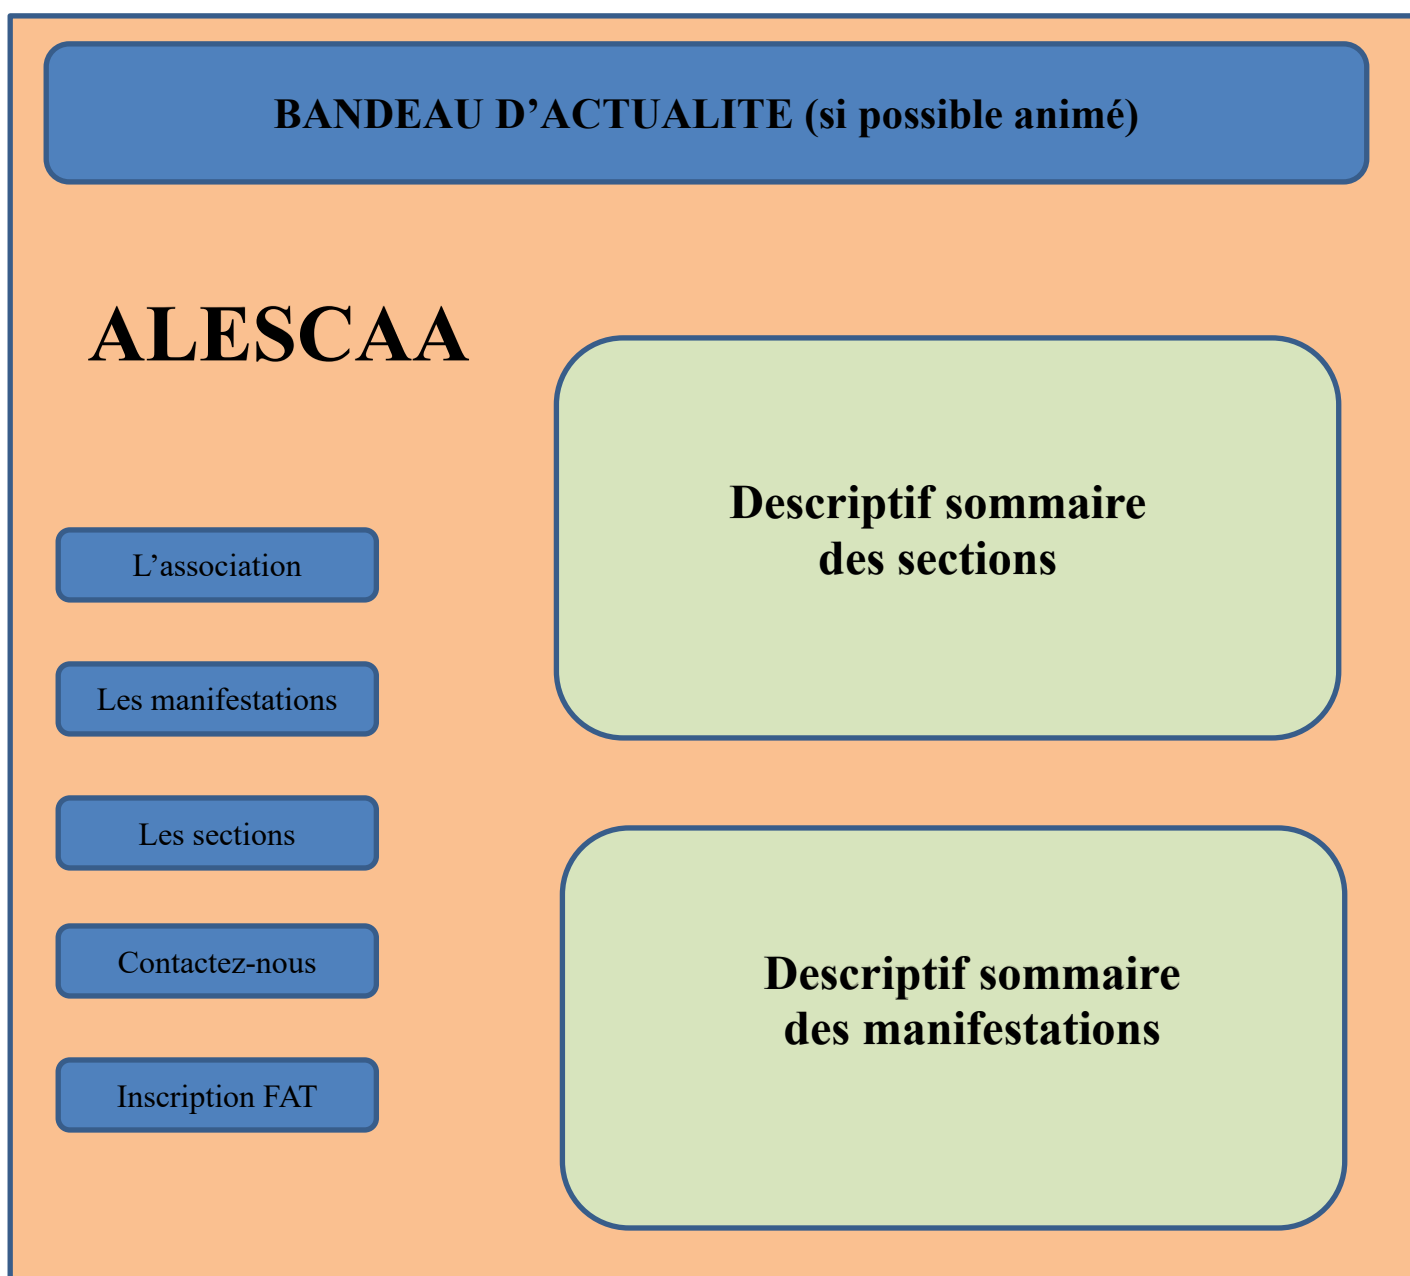 BANDEAU D’ACTUALITE (si possible animé)
ALESCAA
L’association
Les manifestations
Les sections
Contactez-nous
Inscription FAT
Descriptif sommaire
des sections
Descriptif sommaire
des manifestations